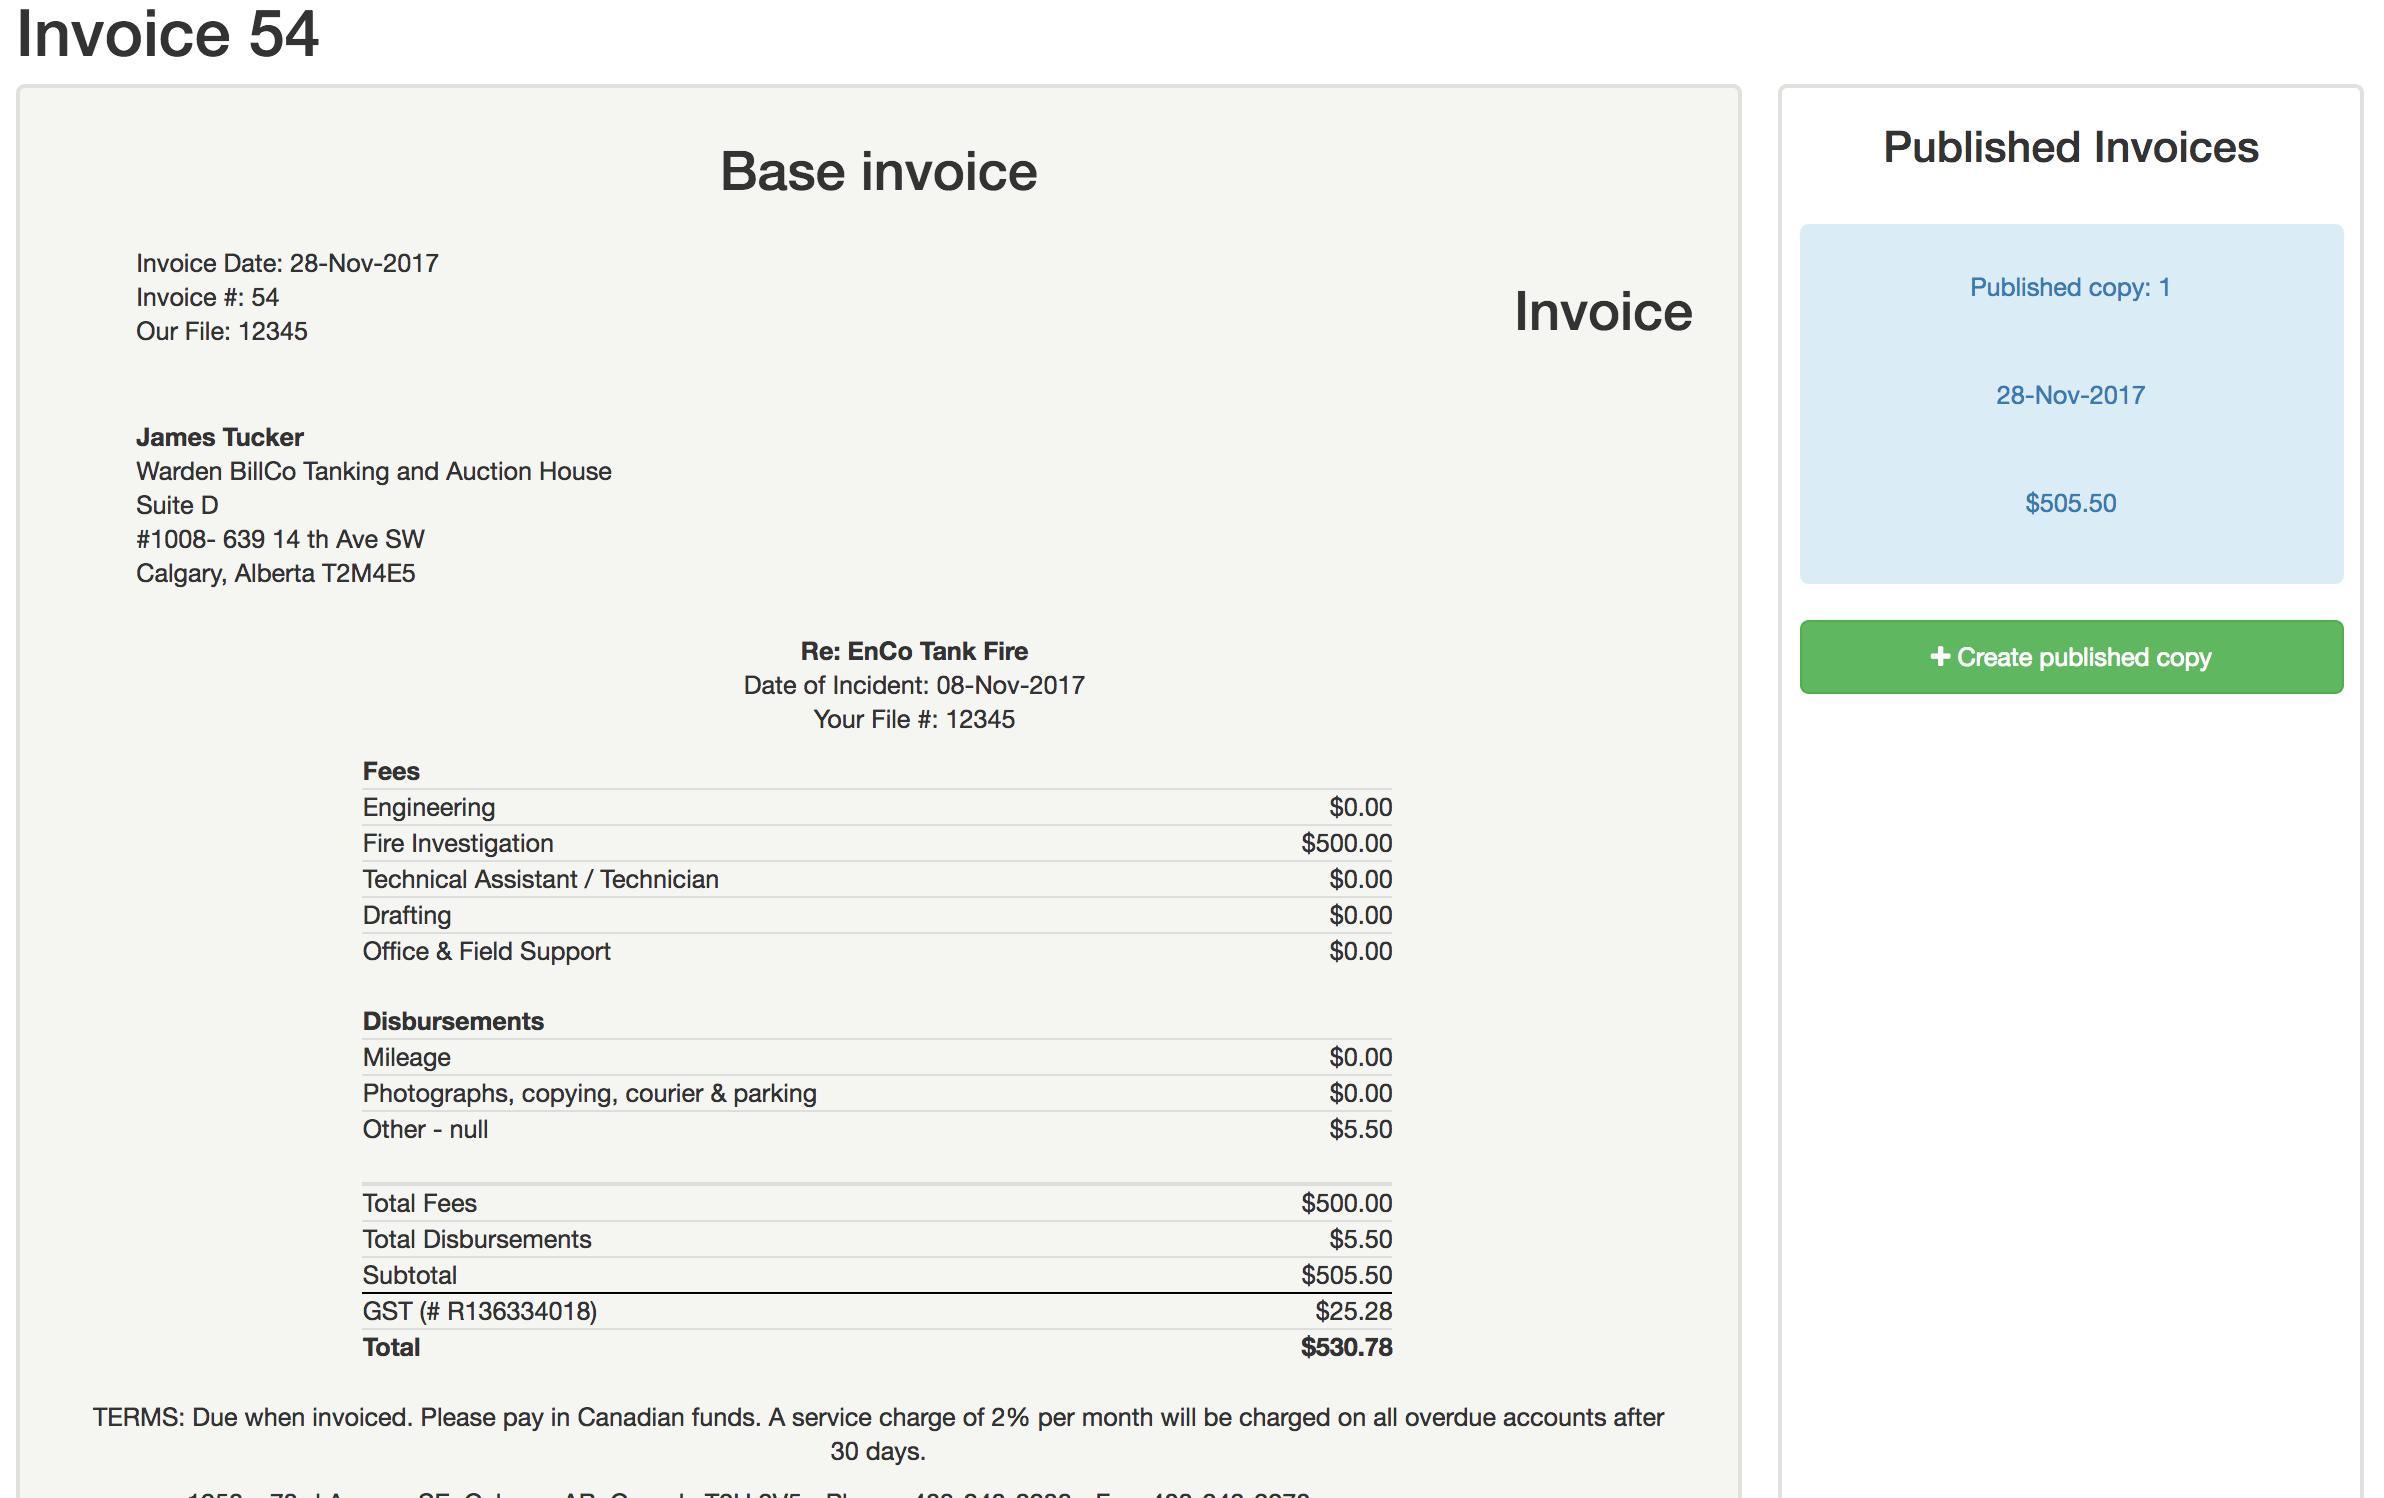 Invoice 54
Base invoice
Invoice Date: 28-Nov-2017
Invoice #: 54
Our File: 12345
Invoice
James Tucker
Warden BillCo Tanking and Auction House
Suite D
#1008- 639 14 th Ave SW
Calgary, Alberta T2M4E5
Re: EnCo Tank Fire
Date of Incident: 08-Nov-2017
Your File #: 12345
Fees
Engineering $0.00
Fire Investigation $500.00
Technical Assistant / Technician $0.00
Drafting $0.00
Office & Field Support $0.00
Disbursements
Mileage $0.00
Photographs, copying, courier & parking $0.00
Other - null $5.50
Total Fees $500.00
Total Disbursements $5.50
Subtotal $505.50
GST (# R136334018) $25.28
Total $530.78
TERMS: Due when invoiced. Please pay in Canadian funds. A service charge of 2% per month will be charged on all overdue accounts after
30 days.
Published Invoices
Published copy: 1
28-Nov-2017
$505.50
+ Create published copy